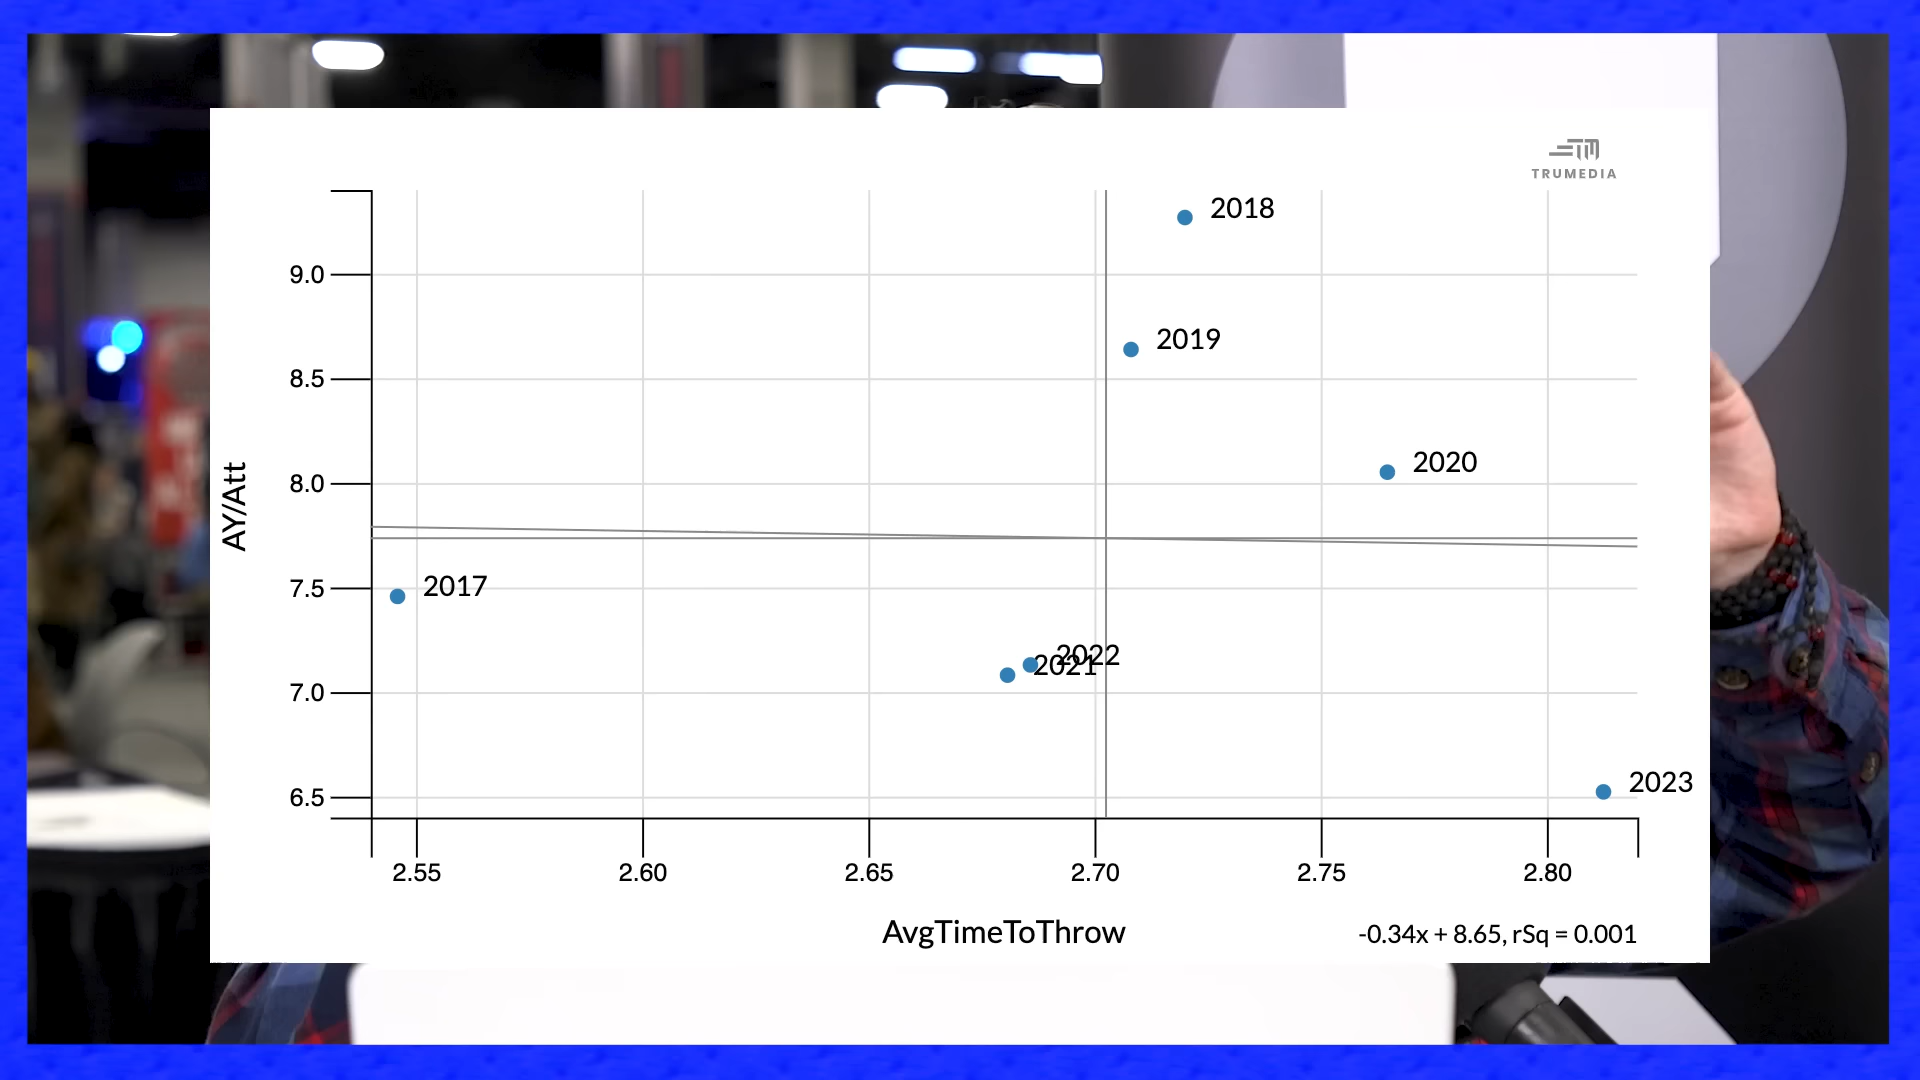 TRUMEDIA
2018
9.0
2019
8.5
2020
8.0
AY/Att
7.5
2017
2022
2021
7.0
2023
6.5
2.55 2.60 2.65 2.70 2.75 2.80
AvgTimeToThrow
-0.34x + 8.65, rSq = 0.001